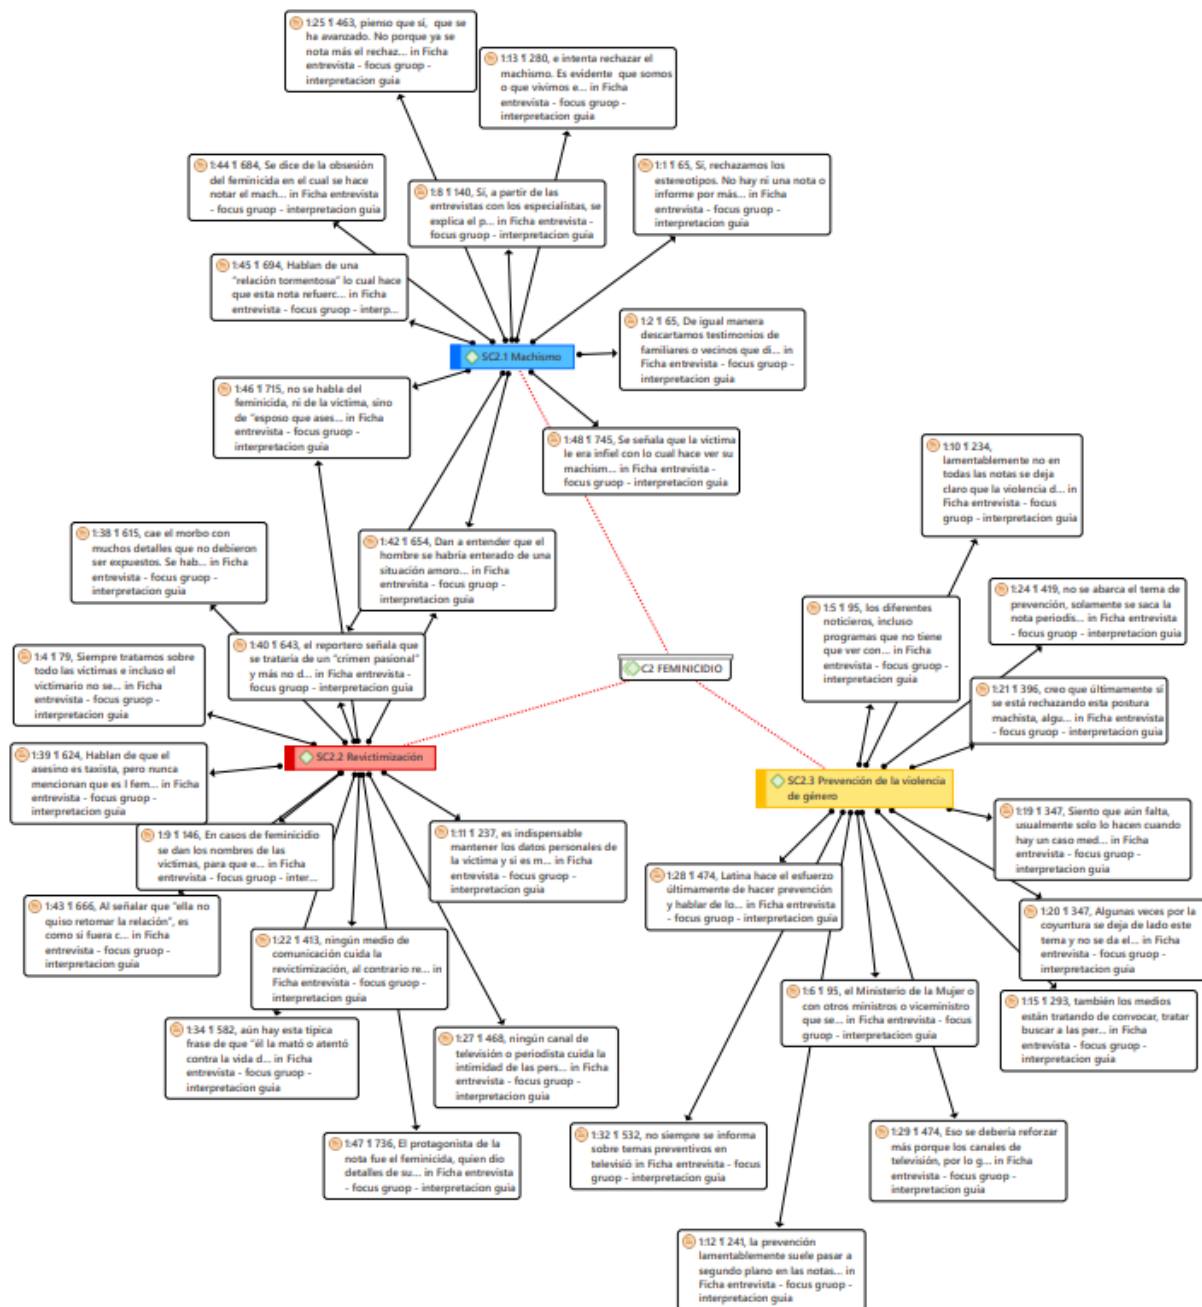 1:25 ¶ 463, pienso que sí, que se
ha avanzado. No porque ya se
nota más el rechaz... in Ficha
entrevista - focus gruop -
interpretacion guia
1:13 ¶ 280, e intenta rechazar el
machismo. Es evidente que somos
o que vivimos e... in Ficha
entrevista - focus gruop -
interpretacion guia
1:44 ¶ 684, Se dice de la obsesión
del feminicida en el cual se hace
notar el mach... in Ficha entrevista
- focus gruop - interpretacion guia
1:8 ¶ 140, Sí, a partir de las
entrevistas con los especialistas, se
explica el p... in Ficha entrevista -
focus gruop - interpretacion guia
1:1 ¶ 65, Sí, rechazamos los
estereotipos. No hay ni una nota o
informe por más... in Ficha
entrevista - focus gruop -
interpretacion guia
1:45 ¶ 694, Hablan de una
"relación tormentosa" lo cual hace
que esta nota refuerc... in Ficha
entrevista - focus gruop - interp...
1:2 ¶ 65, De igual manera
descartamos testimonios de
familiares o vecinos que di... in
Ficha entrevista - focus gruop -
interpretacion guia
SC2.1 Machismo
1:46 ¶ 715, no se habla del
feminicida, ni de la víctima, sino
de "esposo que ases... in Ficha
entrevista - focus gruop -
interpretacion guia
1:48 ¶ 745, Se señala que la víctima
le era infiel con lo cual hace ver su
machism... in Ficha entrevista -
focus gruop - interpretacion guia
1:10 ¶ 234,
lamentablemente no en
todas las notas se deja
claro que la violencia d... in
Ficha entrevista - focus
gruop - interpretacion guia
1:38 ¶ 615, cae el morbo con
muchos detalles que no debieron
ser expuestos. Se hab... in Ficha
entrevista - focus gruop -
interpretacion guia
1:42 ¶ 654, Dan a entender que el
hombre se habría enterado de una
situación amoro... in Ficha
entrevista - focus gruop -
interpretacion guia
1:24 ¶ 419, no se abarca el tema de
prevención, solamente se saca la
nota periodís... in Ficha entrevista
- focus gruop - interpretacion guia
1:5 ¶ 95, los diferentes
noticieros, incluso
programas que no tiene
que ver con... in Ficha
entrevista - focus gruop -
interpretacion guia
1:40 ¶ 643, el reportero señala que
se trataría de un "crimen pasional"
y más no d... in Ficha entrevista -
focus gruop - interpretacion guia
1:4 ¶ 79, Siempre tratamos sobre
todo las víctimas e incluso el
victimario no se... in Ficha
entrevista - focus gruop -
interpretacion guia
C2 FEMINICIDIO
1:21 ¶ 396, creo que últimamente sí
se está rechazando esta postura
machista, algu... in Ficha entrevista
- focus gruop - interpretacion guia
SC2.2 Revictimización
1:39 ¶ 624, Hablan de que el
asesino es taxista, pero nunca
mencionan que es l fem... in Ficha
entrevista - focus gruop -
interpretacion guia
SC2.3 Prevención de la violencia
de género
1:19 ¶ 347, Siento que aún falta,
usualmente solo lo hacen cuando
hay un caso med... in Ficha
entrevista - focus gruop -
interpretacion guia
1:9 ¶ 146, En casos de feminicidio
se dan los nombres de las
víctimas, para que e... in Ficha
entrevista - focus gruop - inter...
1:11 ¶ 237, es indispensable
mantener los datos personales de
la víctima y si es m... in Ficha
entrevista - focus gruop -
interpretacion guia
1:28 ¶ 474, Latina hace el esfuerzo
últimamente de hacer prevención
y hablar de lo... in Ficha entrevista
- focus gruop - interpretacion guia
1:43 ¶ 666, Al señalar que "ella no
quiso retomar la relación", es
como si fuera c... in Ficha
entrevista - focus gruop -
interpretacion guia
1:20 ¶ 347, Algunas veces por la
coyuntura se deja de lado este
tema y no se da el... in Ficha
entrevista - focus gruop -
interpretacion guia
1:22 ¶ 413, ningún medio de
comunicación cuida la
revictimización, al contrario re... in
Ficha entrevista - focus gruop -
interpretacion guia
1:6 ¶ 95, el Ministerio de la Mujer o
con otros ministros o viceministro
que se... in Ficha entrevista - focus
gruop - interpretacion guia
1:15 ¶ 293, también los medios
están tratando de convocar, tratar
buscar a las per... in Ficha
entrevista - focus gruop -
interpretacion guia
1:34 ¶ 582, aún hay esta típica
frase de que "él la mató o atentó
contra la vida d... in Ficha
entrevista - focus gruop -
interpretacion guia
1:27 ¶ 468, ningún canal de
televisión o periodista cuida la
intimidad de las pers... in Ficha
entrevista - focus gruop -
interpretacion guia
1:47 ¶ 736, El protagonista de la
nota fue el feminicida, quien dio
detalles de su... in Ficha entrevista
- focus gruop - interpretacion guia
1:32 ¶ 532, no siempre se informa
sobre temas preventivos en
televisió in Ficha entrevista - focus
gruop - interpretacion guia
1:29 ¶ 474, Eso se debería reforzar
más porque los canales de
televisión, por lo g... in Ficha
entrevista - focus gruop -
interpretacion guia
1:12 ¶ 241, la prevención
lamentablemente suele pasar a
segundo plano en las notas... in
Ficha entrevista - focus gruop -
interpretacion guia